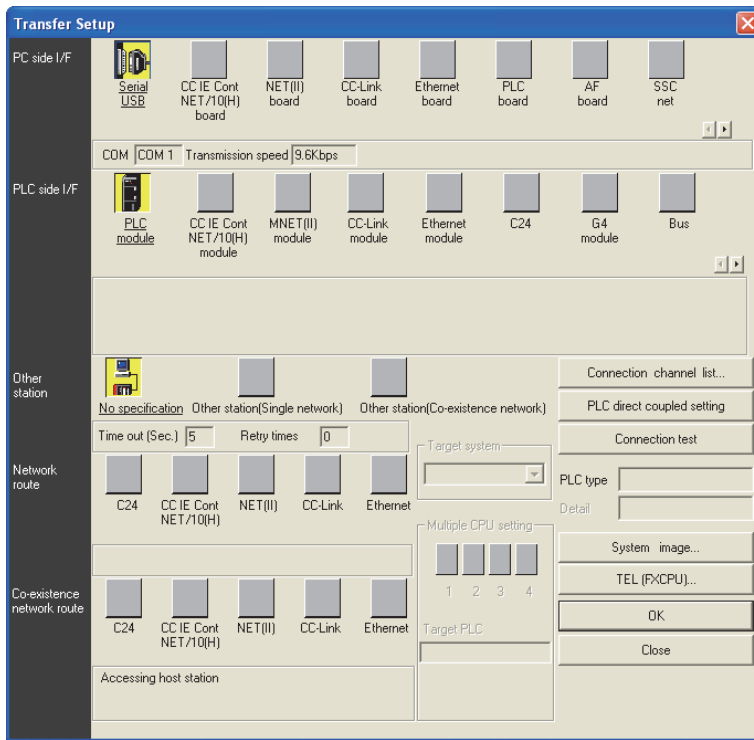 Transfer Setup
PC side I/F
Serial USB
CC IE Cont NET/10(H) board
NET(II) board
CC-Link board
Ethernet board
PLC board
AF board
SSC net
COM COM 1 Transmission speed 9.6Kbps
PLC side I/F
PLC module
CC IE Cont NET/10(H) module
MNET(II) module
CC-Link module
Ethernet module
C24
G4 module
Bus
Other station
No specification
Other station(Single network)
Other station(Co-existence network)
Time out (Sec.) 5 Retry times 0
Connection channel list...
PLC direct coupled setting
Connection test
Target system
PLC type
Detail
Network route
C24
CC IE Cont NET/10(H)
NET(II)
CC-Link
Ethernet
Multiple CPU setting
1 2 3 4
Target PLC
System image...
TEL (FXCPU)...
OK
Close
Co-existence network route
C24
CC IE Cont NET/10(H)
NET(II)
CC-Link
Ethernet
Accessing host station